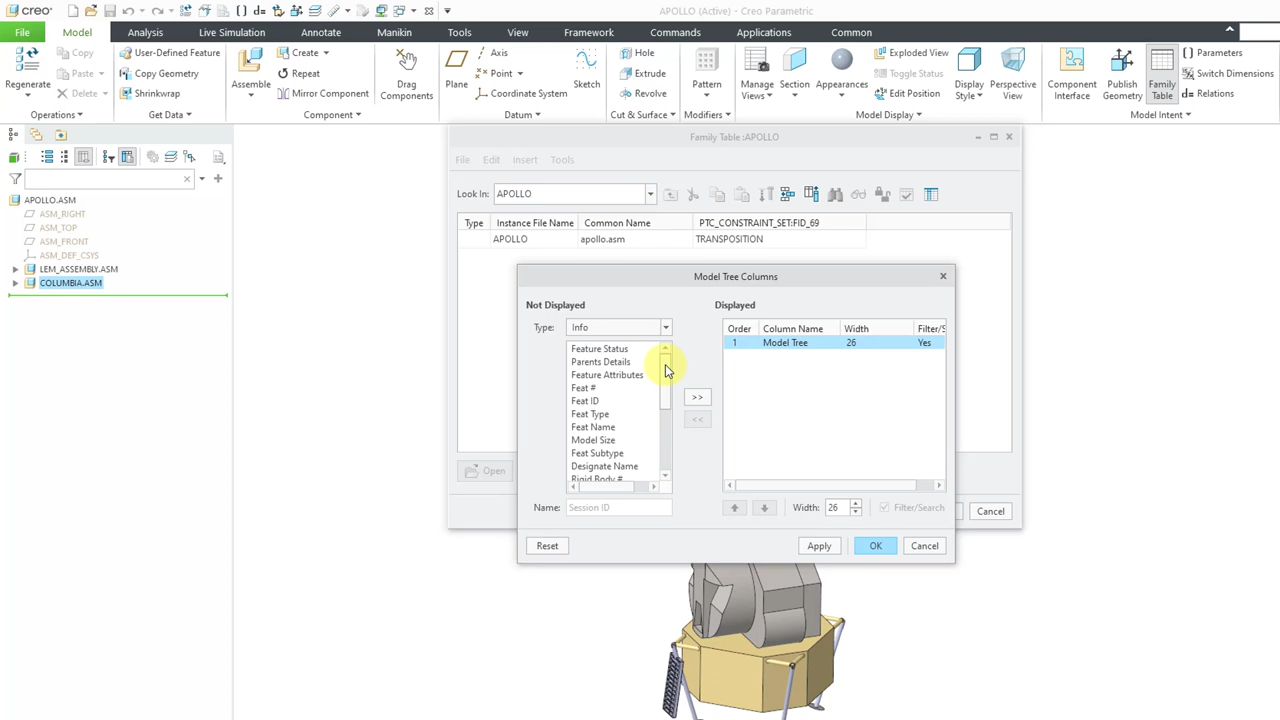 creo
APOLLO (Active) - Creo Parametric
File Model Analysis Live Simulation Annotate Manikin Tools View Framework Commands Applications Common
Regenerate
Copy
Paste
Delete
Operations
User-Defined Feature
Copy Geometry
Shrinkwrap
Get Data
Assemble
Create
Repeat
Mirror Component
Component
Drag
Components
Plane
Axis
Point
Coordinate System
Sketch
Datum
Hole
Extrude
Revolve
Cut & Surface
Pattern
Modifiers
Manage
Views
Section
Appearances
Exploded View
Toggle Status
Edit Position
Display
Style
Perspective
View
Model Display
Component
Interface
Publish
Geometry
Family
Table
Parameters
Switch Dimensions
d= Relations
Model Intent
APOLLO.ASM
ASM_RIGHT
ASM_TOP
ASM_FRONT
ASM_DEF_CSYS
LEM_ASSEMBLY.ASM
COLUMBIA.ASM
Family Table :APOLLO
File Edit Insert Tools
Look In: APOLLO
Type Instance File Name Common Name PTC_CONSTRAINT_SET:FID_69
APOLLO apollo.asm TRANSPOSITION
Open
Cancel
Model Tree Columns
Not Displayed
Type: Info
Feature Status
Parents Details
Feature Attributes
Feat #
Feat ID
Feat Type
Feat Name
Model Size
Feat Subtype
Designate Name
Rigid Body #
Name: Session ID
>>
<<
Displayed
Order Column Name Width Filter/S
1 Model Tree 26 Yes
Width: 26 Filter/Search
Reset Apply OK Cancel